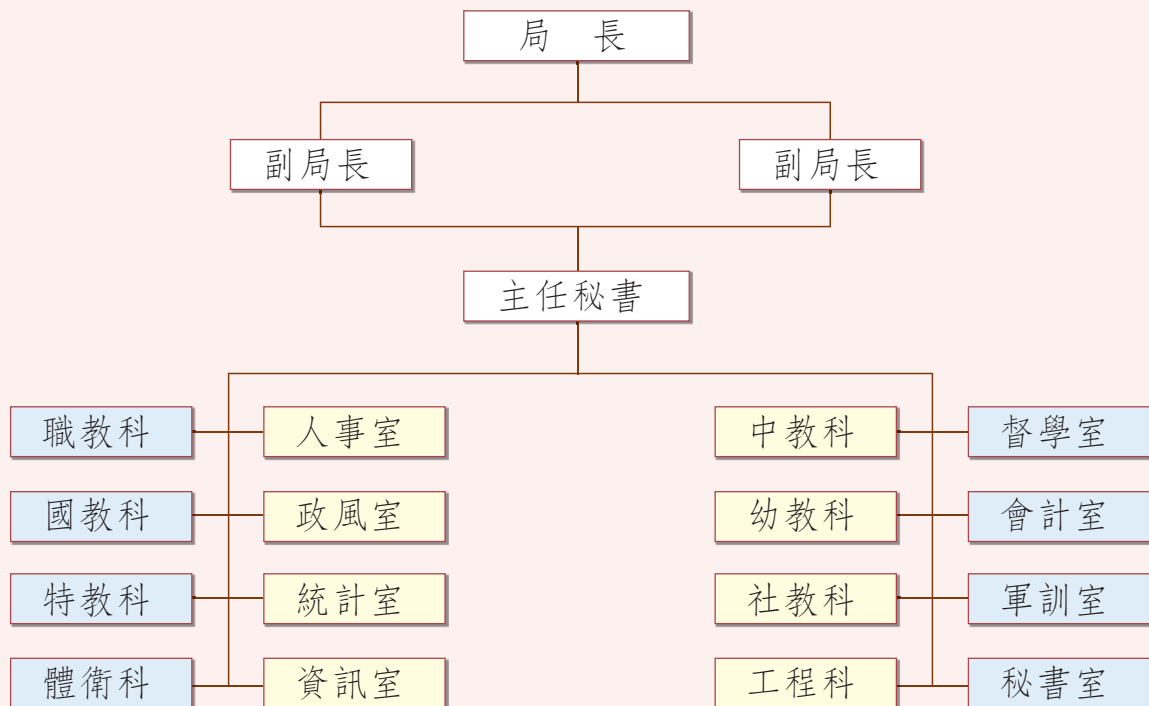 局 長
副局長 副局長
主任秘書
職教科 人事室 中教科 督學室
國教科 政風室 幼教科 會計室
特教科 統計室 社教科 軍訓室
體衛科 資訊室 工程科 秘書室